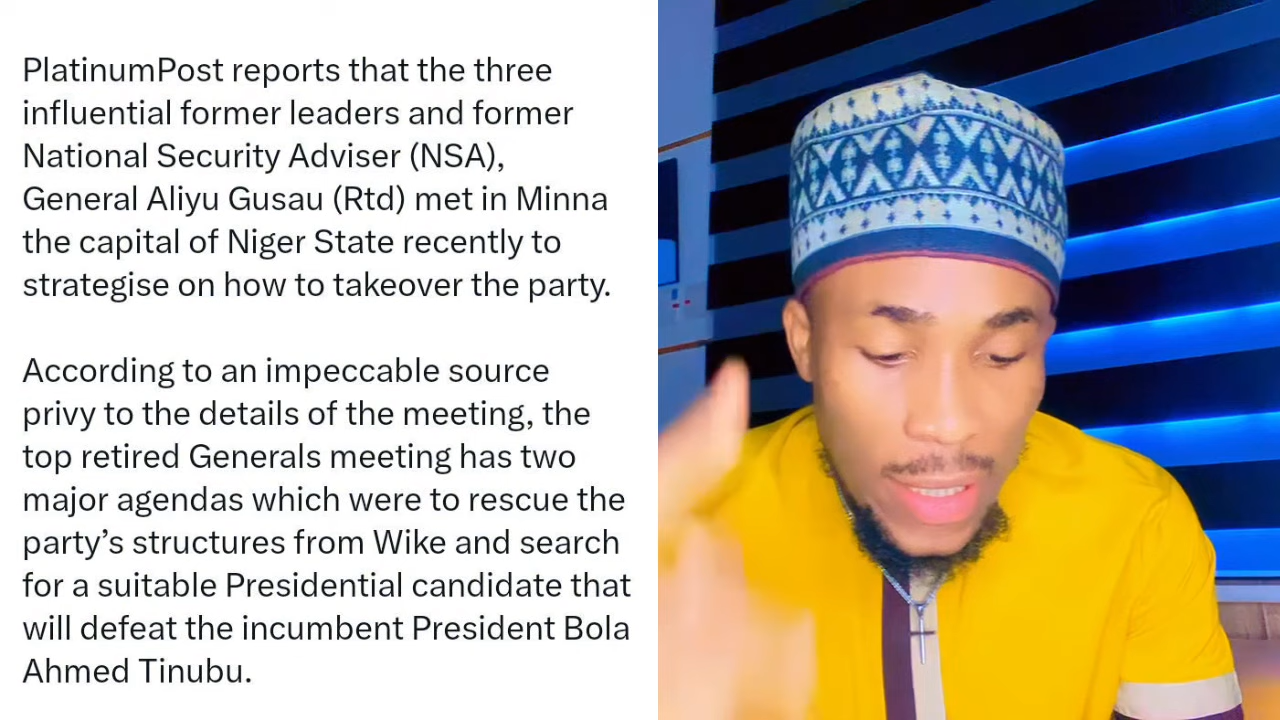 PlatinumPost reports that the three
influential former leaders and former
National Security Adviser (NSA),
General Aliyu Gusau (Rtd) met in Minna
the capital of Niger State recently to
strategise on how to takeover the party.
According to an impeccable source
privy to the details of the meeting, the
top retired Generals meeting has two
major agendas which were to rescue the
party’s structures from Wike and search
for a suitable Presidential candidate that
will defeat the incumbent President Bola
Ahmed Tinubu.